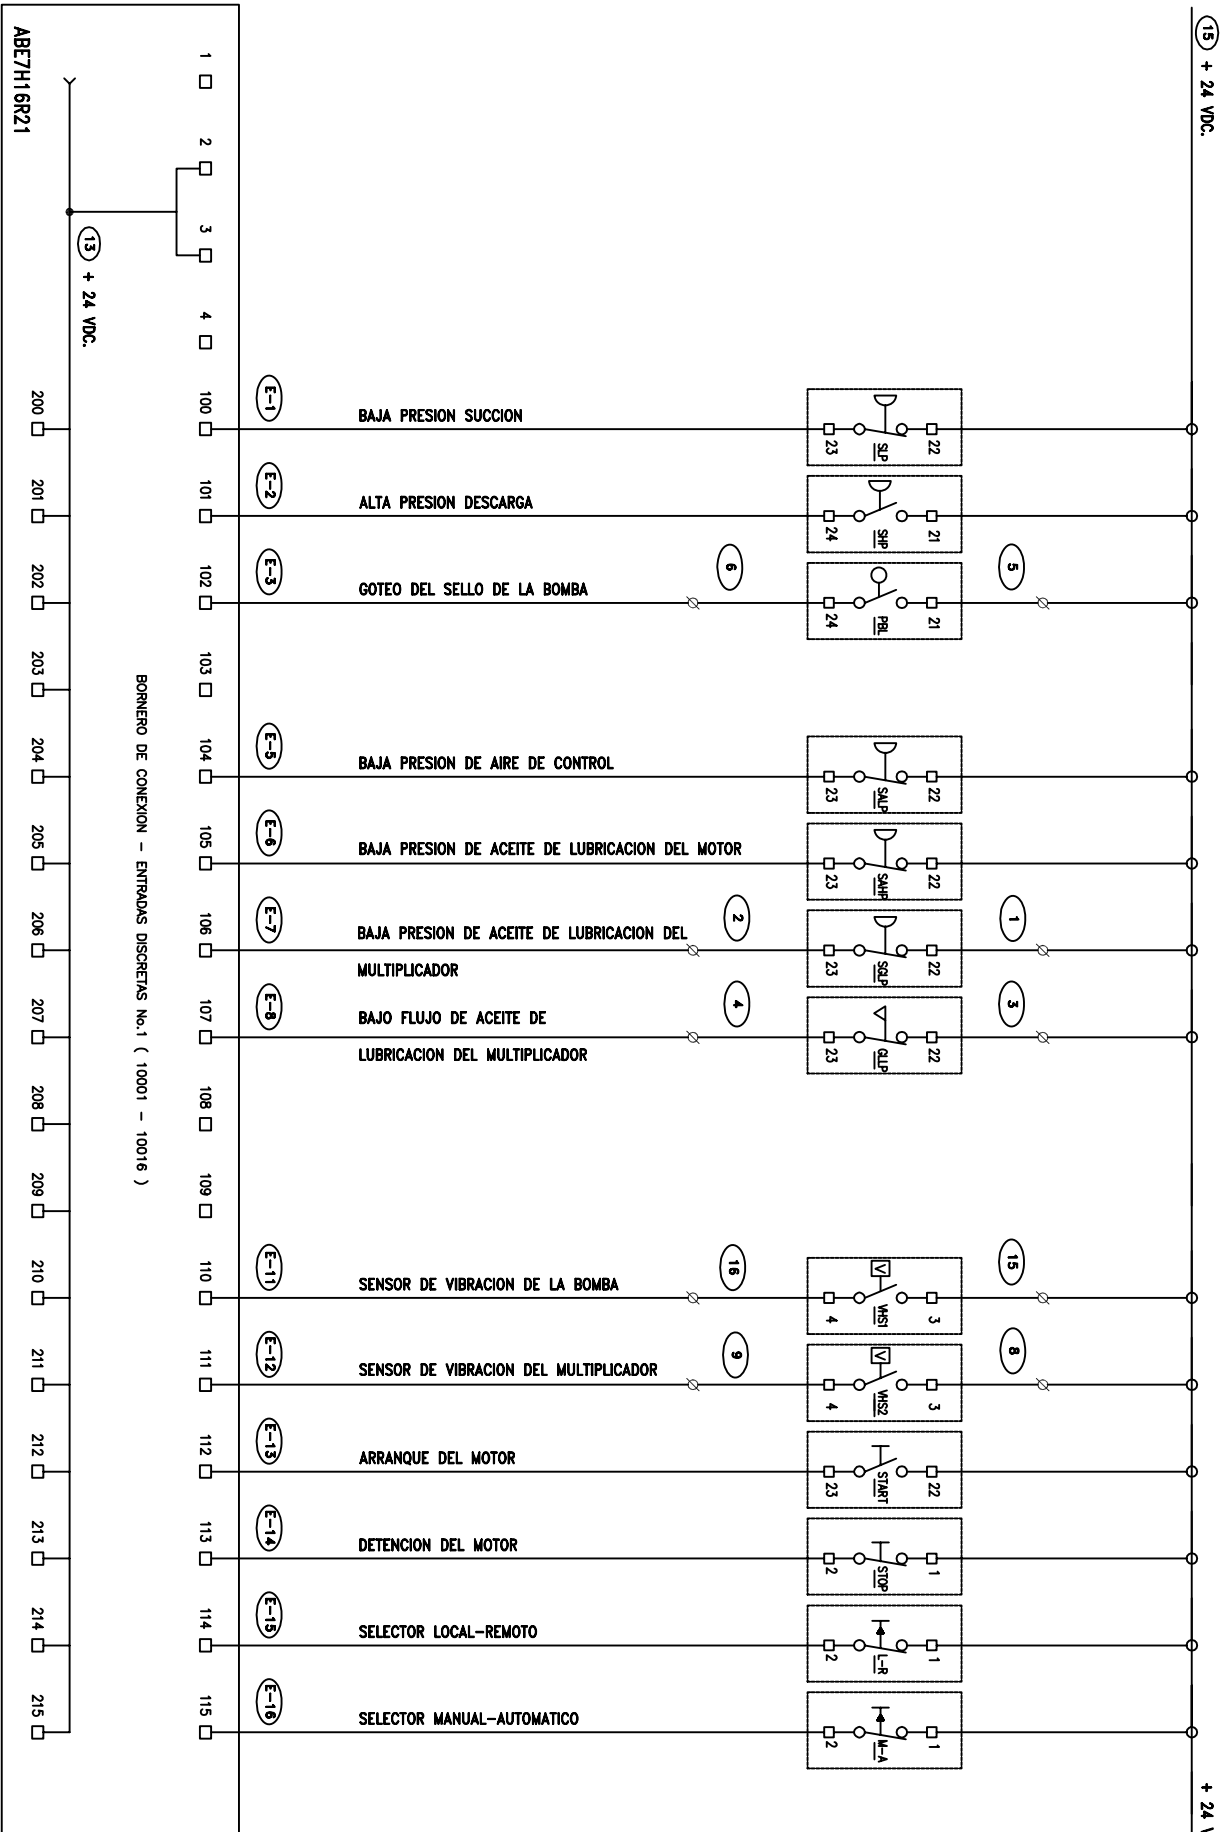 15 + 24 VDC.
+ 24 V
ABE7H16R21
1
2
3
4
13 + 24 VDC.
BORNERO DE CONEXION - ENTRADAS DISCRETAS No.1 ( 10001 - 10016 )
200 100 E-1 BAJA PRESION SUCCION 23 SLP 22
201 101 E-2 ALTA PRESION DESCARGA 24 SHP 21
202 102 E-3 GOTEO DEL SELLO DE LA BOMBA 6 24 PBL 21 5
203 103
204 104 E-5 BAJA PRESION DE AIRE DE CONTROL 23 SALP 22
205 105 E-6 BAJA PRESION DE ACEITE DE LUBRICACION DEL MOTOR 23 SAHP 22
206 106 E-7 BAJA PRESION DE ACEITE DE LUBRICACION DEL 2 23 SGLP 22 1
MULTIPLICADOR
207 107 E-8 BAJO FLUJO DE ACEITE DE 4 23 GLLP 22 3
LUBRICACION DEL MULTIPLICADOR
208 108
209 109
210 110 E-11 SENSOR DE VIBRACION DE LA BOMBA 16 V 4 VHS1 3 15
211 111 E-12 SENSOR DE VIBRACION DEL MULTIPLICADOR 9 V 4 VHS2 3 8
212 112 E-13 ARRANQUE DEL MOTOR 23 START 22
213 113 E-14 DETENCION DEL MOTOR 2 STOP 1
214 114 E-15 SELECTOR LOCAL-REMOTO 2 L-R 1
215 115 E-16 SELECTOR MANUAL-AUTOMATICO 2 M-A 1